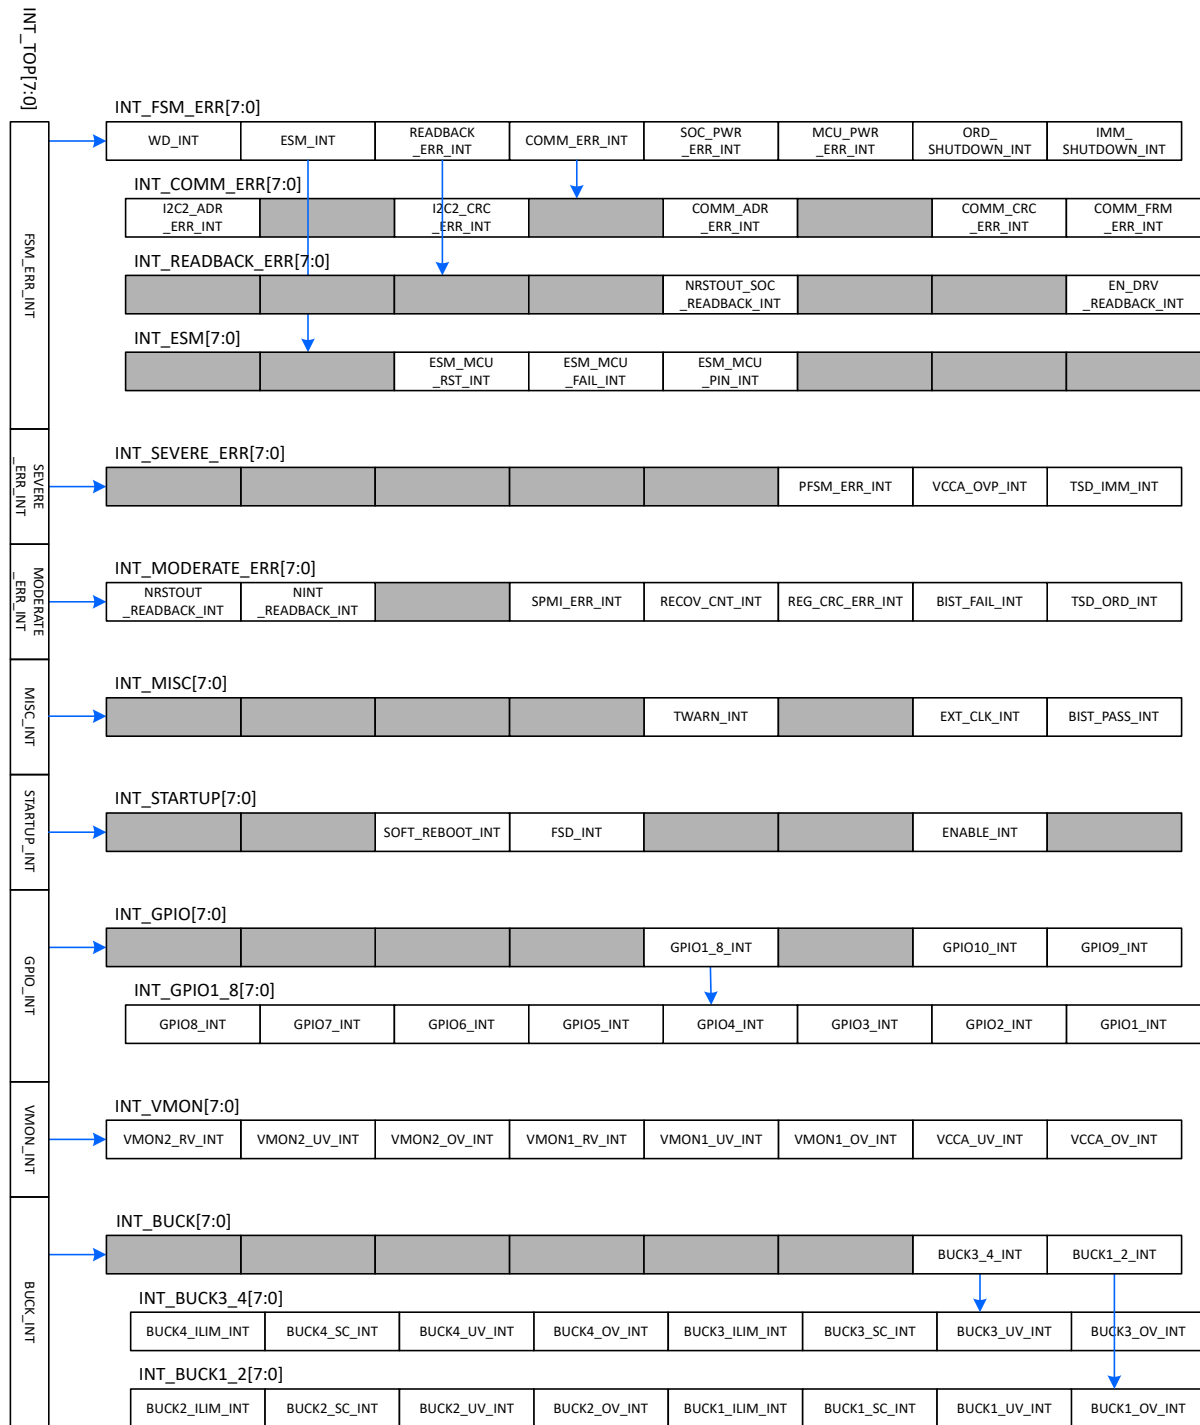 INT_TOP[7:0]
INT_FSM_ERR[7:0]
FSM_ERR_INT
WD_INT
ESM_INT
READBACK
_ERR_INT
COMM_ERR_INT
SOC_PWR
_ERR_INT
MCU_PWR
_ERR_INT
ORD_
SHUTDOWN_INT
IMM_
SHUTDOWN_INT
INT_COMM_ERR[7:0]
I2C2_ADR
_ERR_INT
I2C2_CRC
_ERR_INT
COMM_ADR
_ERR_INT
COMM_CRC
_ERR_INT
COMM_FRM
_ERR_INT
INT_READBACK_ERR[7:0]
NRSTOUT_SOC
_READBACK_INT
EN_DRV
_READBACK_INT
INT_ESM[7:0]
ESM_MCU
_RST_INT
ESM_MCU
_FAIL_INT
ESM_MCU
_PIN_INT
SEVERE
_ERR_INT
INT_SEVERE_ERR[7:0]
PFSM_ERR_INT
VCCA_OVP_INT
TSD_IMM_INT
MODERATE
_ERR_INT
INT_MODERATE_ERR[7:0]
NRSTOUT
_READBACK_INT
NINT
_READBACK_INT
SPMI_ERR_INT
RECOV_CNT_INT
REG_CRC_ERR_INT
BIST_FAIL_INT
TSD_ORD_INT
MISC_INT
INT_MISC[7:0]
TWARN_INT
EXT_CLK_INT
BIST_PASS_INT
STARTUP_INT
INT_STARTUP[7:0]
SOFT_REBOOT_INT
FSD_INT
ENABLE_INT
GPIO_INT
INT_GPIO[7:0]
GPIO1_8_INT
GPIO10_INT
GPIO9_INT
INT_GPIO1_8[7:0]
GPIO8_INT
GPIO7_INT
GPIO6_INT
GPIO5_INT
GPIO4_INT
GPIO3_INT
GPIO2_INT
GPIO1_INT
VMON_INT
INT_VMON[7:0]
VMON2_RV_INT
VMON2_UV_INT
VMON2_OV_INT
VMON1_RV_INT
VMON1_UV_INT
VMON1_OV_INT
VCCA_UV_INT
VCCA_OV_INT
BUCK_INT
INT_BUCK[7:0]
BUCK3_4_INT
BUCK1_2_INT
INT_BUCK3_4[7:0]
BUCK4_ILIM_INT
BUCK4_SC_INT
BUCK4_UV_INT
BUCK4_OV_INT
BUCK3_ILIM_INT
BUCK3_SC_INT
BUCK3_UV_INT
BUCK3_OV_INT
INT_BUCK1_2[7:0]
BUCK2_ILIM_INT
BUCK2_SC_INT
BUCK2_UV_INT
BUCK2_OV_INT
BUCK1_ILIM_INT
BUCK1_SC_INT
BUCK1_UV_INT
BUCK1_OV_INT